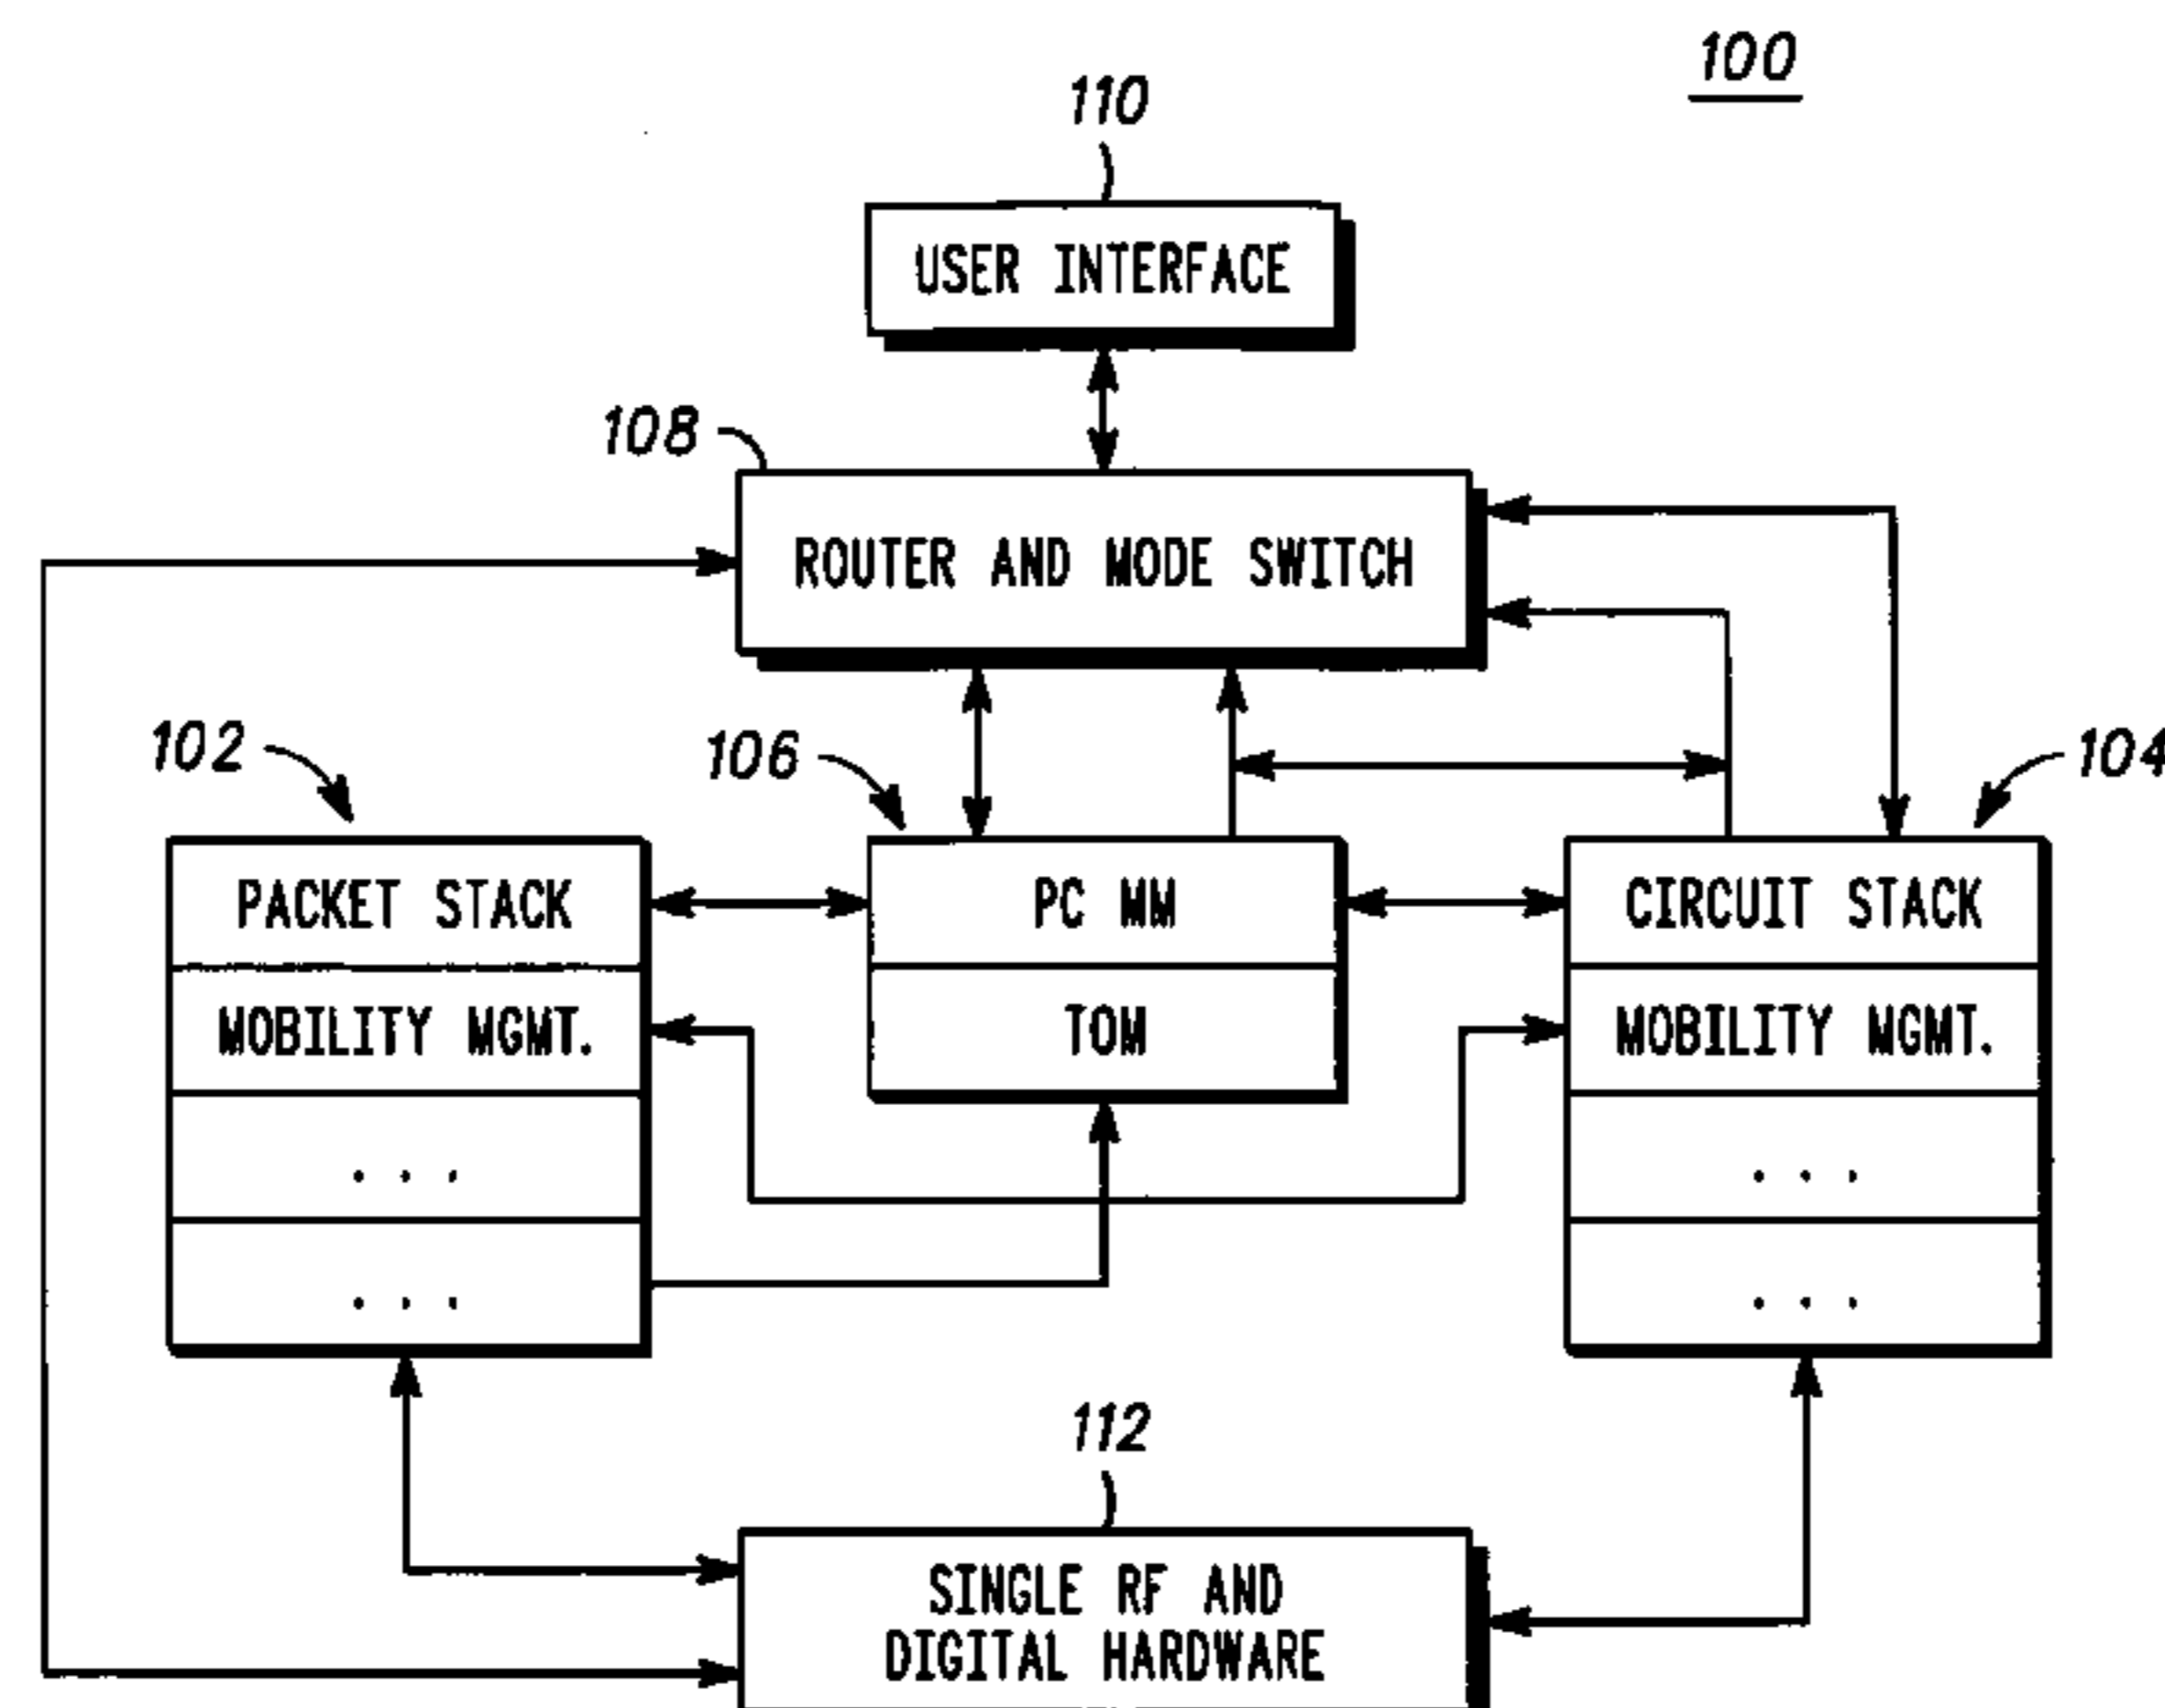 100
110
USER INTERFACE
108
ROUTER AND MODE SWITCH
102
106
104
PACKET STACK
PC MM
CIRCUIT STACK
MOBILITY MGMT.
TOM
MOBILITY MGMT.
. . .
. . .
. . .
. . .
112
SINGLE RF AND
DIGITAL HARDWARE